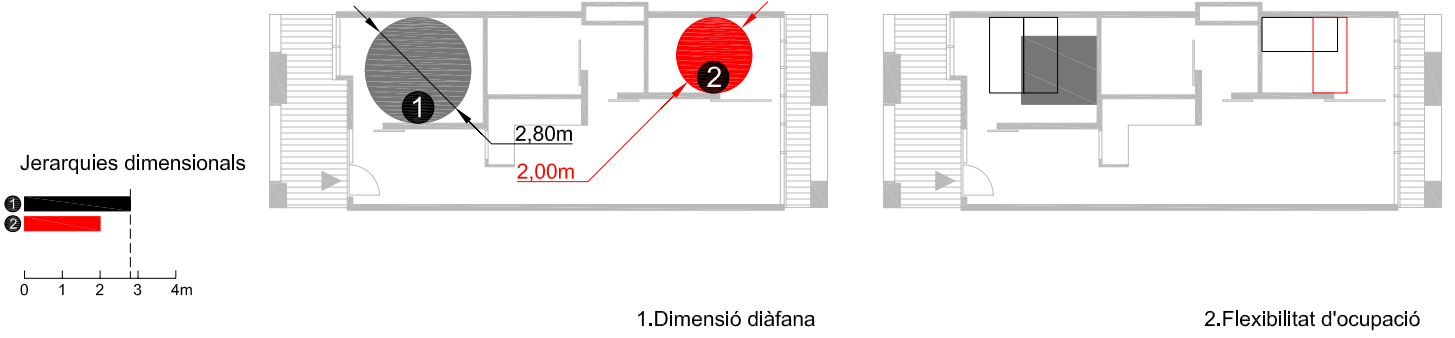 1
2
2,80m
2,00m
Jerarquies dimensionals
1
2
0 1 2 3 4m
1.Dimensió diàfana
2.Flexibilitat d'ocupació